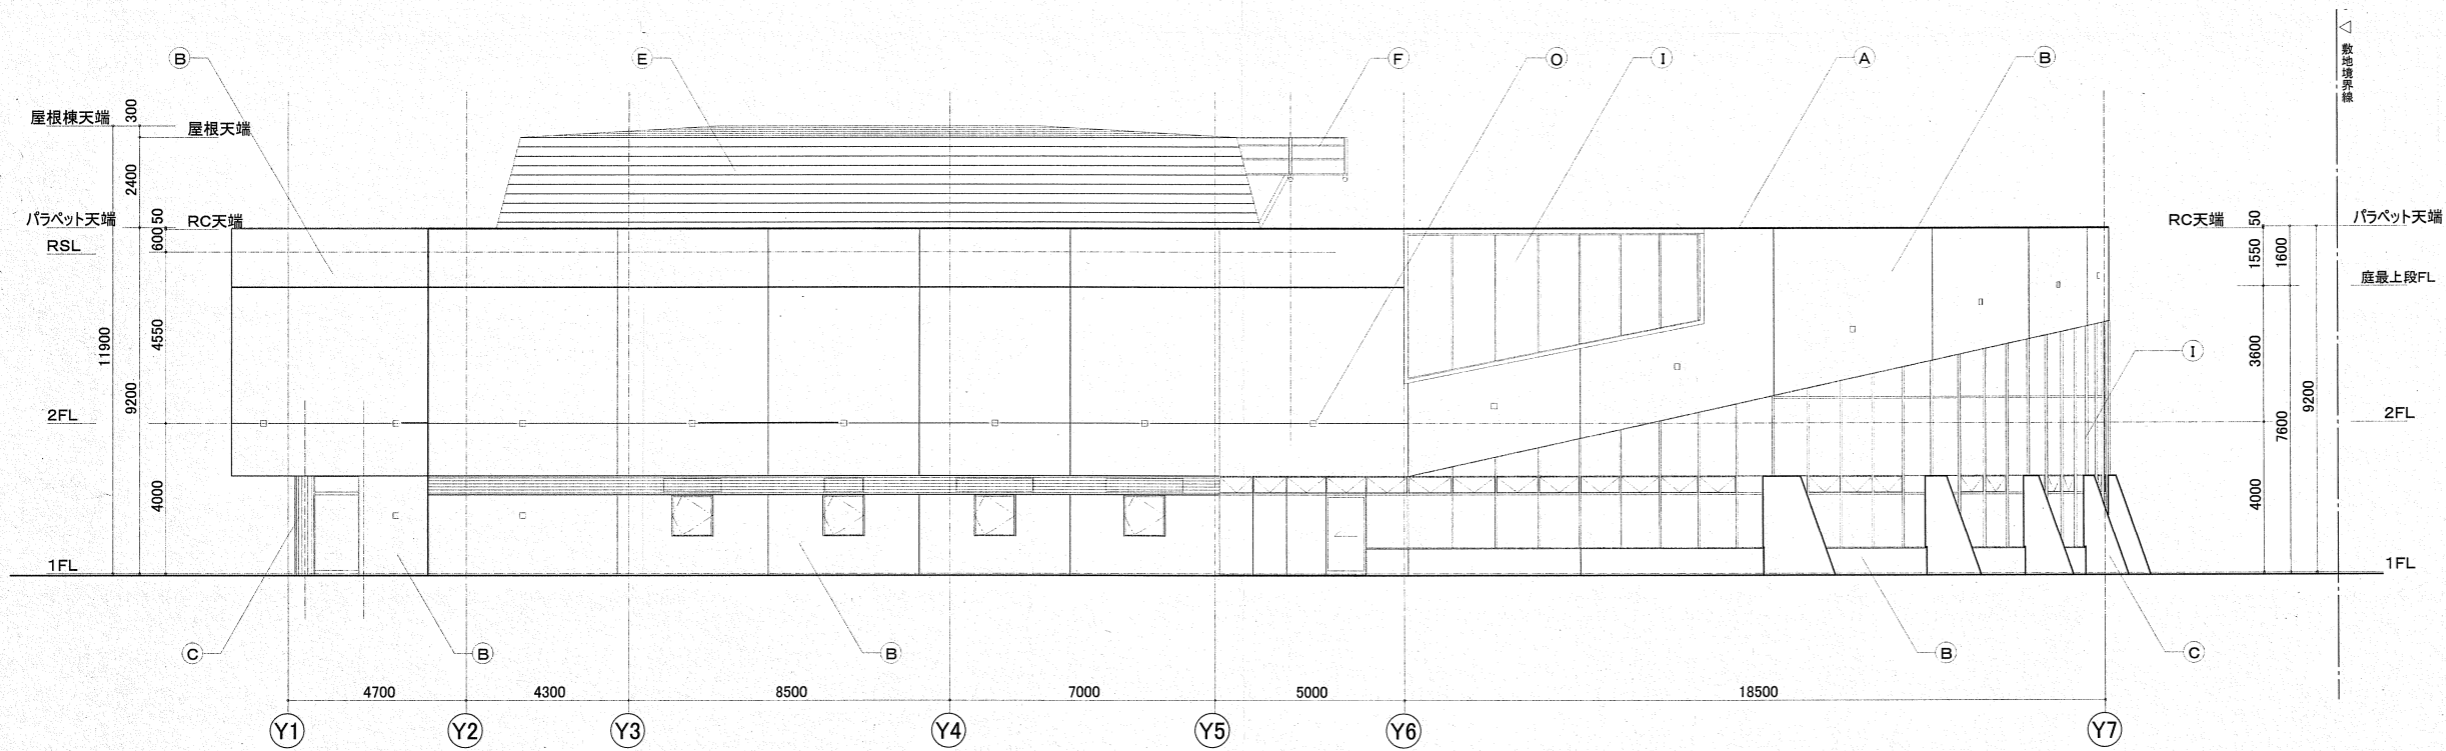 B
E
F
O
I
A
B
◁ 敷地境界線
屋根棟天端
300
屋根天端
2400
パラペット天端
50
RC天端
600
RSL
4550
11900
9200
2FL
4000
1FL
RC天端
50
パラペット天端
1550
1600
庭最上段FL
I
3600
9200
7600
2FL
4000
1FL
C
B
B
B
C
4700
4300
8500
7000
5000
18500
Y1
Y2
Y3
Y4
Y5
Y6
Y7